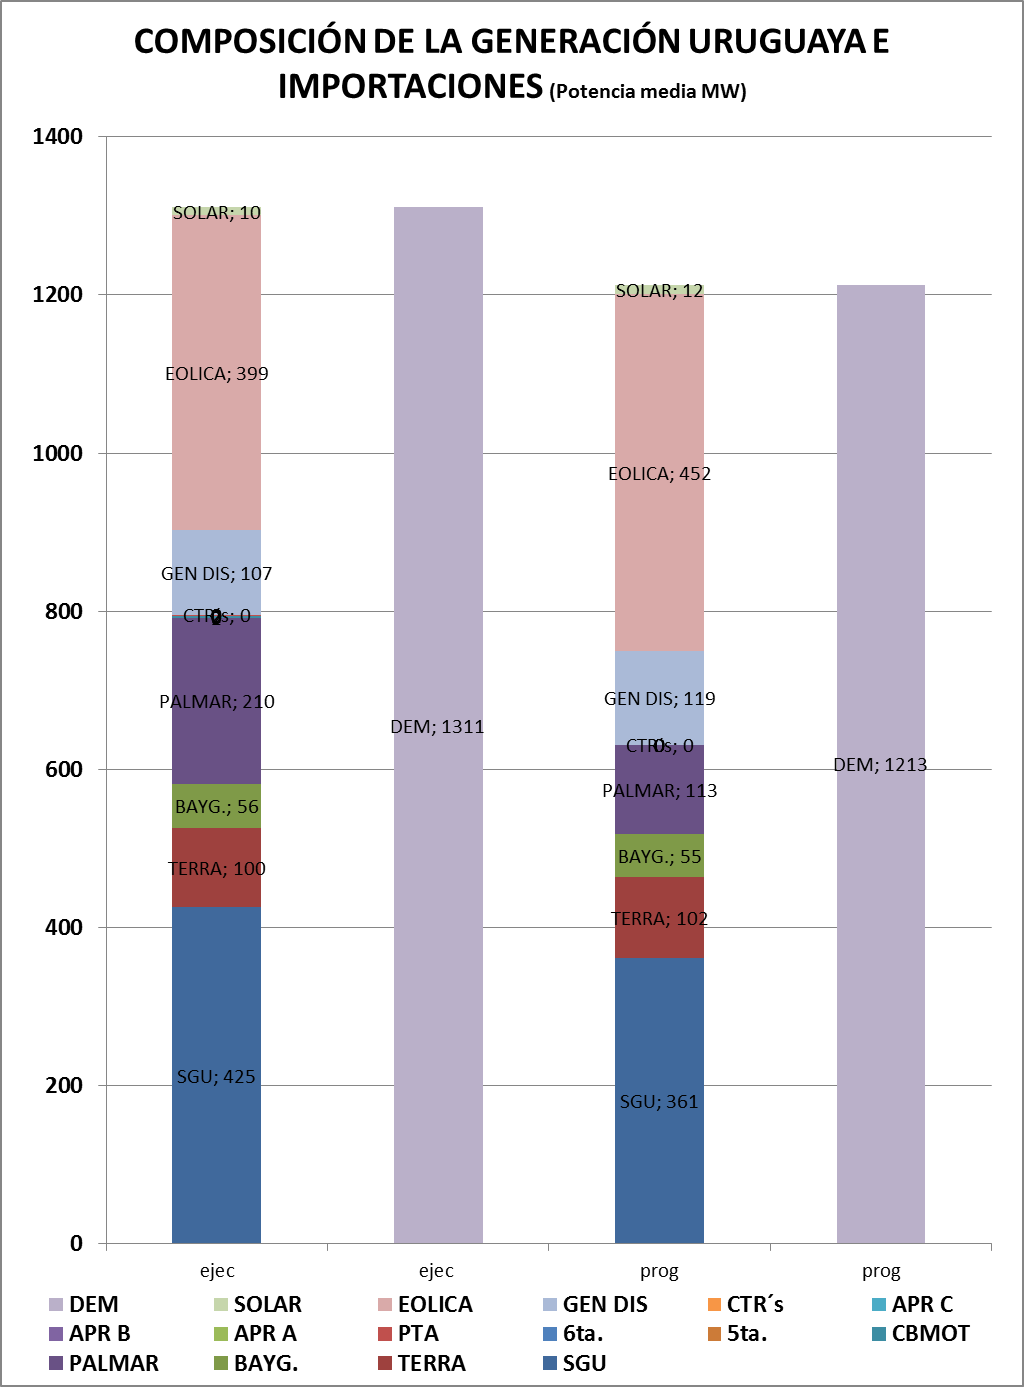 COMPOSICIÓN DE LA GENERACIÓN URUGUAYA E
IMPORTACIONES (Potencia media MW)
1400
1200
1000
800
600
400
200
0
SOLAR; 10
EOLICA; 399
GEN DIS; 107
CTR´s; 0
PALMAR; 210
BAYG.; 56
TERRA; 100
SGU; 425
DEM; 1311
SOLAR; 12
EOLICA; 452
GEN DIS; 119
CTR´s; 0
PALMAR; 113
BAYG.; 55
TERRA; 102
SGU; 361
DEM; 1213
ejec ejec prog prog
DEM SOLAR EOLICA GEN DIS CTR´s APR C
APR B APR A PTA 6ta. 5ta. CBMOT
PALMAR BAYG. TERRA SGU